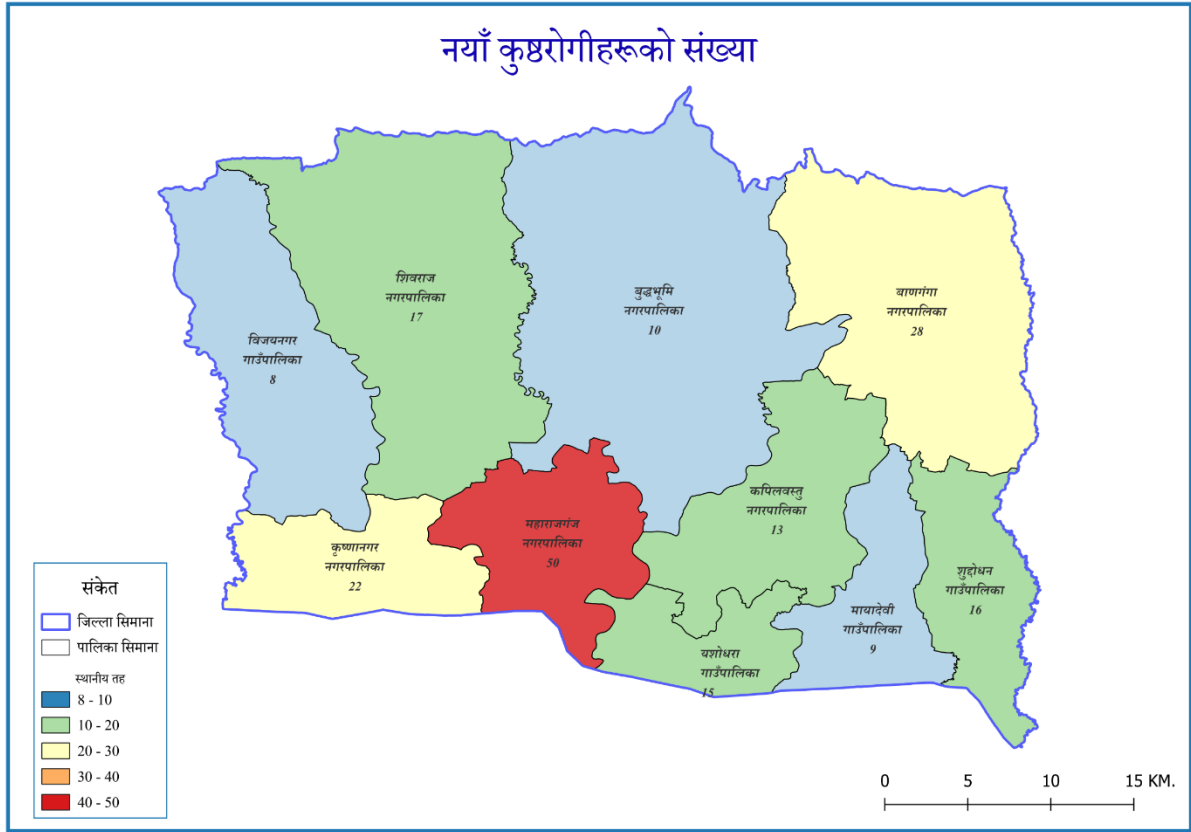 नयाँ कुष्ठरोगीहरूको संख्या
शिवराज
नगरपालिका
17
बुद्धभूमि
नगरपालिका
10
बाणगंगा
नगरपालिका
28
विजयनगर
गाउँपालिका
8
कपिलवस्तु
नगरपालिका
13
महाराजगंज
नगरपालिका
50
कृष्णानगर
नगरपालिका
22
शुद्दोधन
गाउँपालिका
16
मायादेवी
गाउँपालिका
9
यशोधरा
गाउँपालिका
15
संकेत
जिल्ला सिमाना
पालिका सिमाना
स्थानीय तह
8 - 10
10 - 20
20 - 30
30 - 40
40 - 50
0 5 10 15 KM.